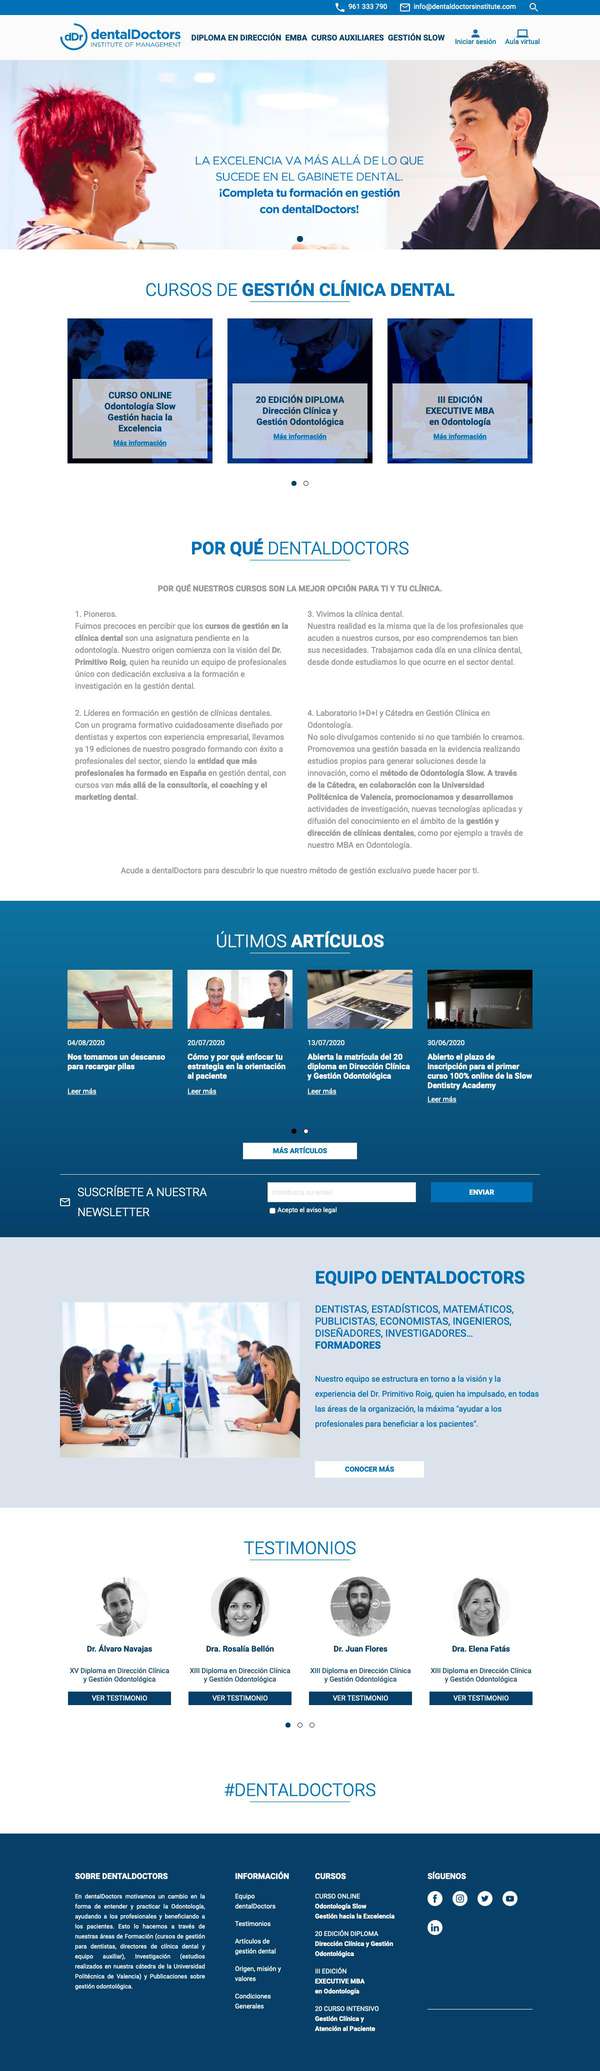 961 333 790 info@dentaldoctorsinstitute.com
dDr dentalDoctors
INSTITUTE OF MANAGEMENT
DIPLOMA EN DIRECCIÓN EMBA CURSO AUXILIARES GESTIÓN SLOW
Iniciar sesión Aula virtual
LA EXCELENCIA VA MÁS ALLÁ DE LO QUE
SUCEDE EN EL GABINETE DENTAL.
¡Completa tu formación en gestión
con dentalDoctors!
CURSOS DE GESTIÓN CLÍNICA DENTAL
CURSO ONLINE
Odontología Slow
Gestión hacia la
Excelencia
Más información
20 EDICIÓN DIPLOMA
Dirección Clínica y
Gestión Odontológica
Más información
III EDICIÓN
EXECUTIVE MBA
en Odontología
Más información
POR QUÉ DENTALDOCTORS
POR QUÉ NUESTROS CURSOS SON LA MEJOR OPCIÓN PARA TI Y TU CLÍNICA.
1. Pioneros.
Fuimos precoces en percibir que los cursos de gestión en la
clínica dental son una asignatura pendiente en la
odontología. Nuestro origen comienza con la visión del Dr.
Primitivo Roig, quien ha reunido un equipo de profesionales
único con dedicación exclusiva a la formación e
investigación en la gestión dental.
3. Vivimos la clínica dental.
Nuestra realidad es la misma que la de los profesionales que
acuden a nuestros cursos, por eso comprendemos tan bien
sus necesidades. Trabajamos cada día en una clínica dental,
desde donde estudiamos lo que ocurre en el sector dental.
2. Líderes en formación en gestión de clínicas dentales.
Con un programa formativo cuidadosamente diseñado por
dentistas y expertos con experiencia empresarial, llevamos
ya 19 ediciones de nuestro posgrado formando con éxito a
profesionales del sector, siendo la entidad que más
profesionales ha formado en España en gestión dental, con
cursos van más allá de la consultoría, el coaching y el
marketing dental.
4. Laboratorio I+D+I y Cátedra en Gestión Clínica en
Odontología.
No solo divulgamos contenido si no que también lo creamos.
Promovemos una gestión basada en la evidencia realizando
estudios propios para generar soluciones desde la
innovación, como el método de Odontología Slow. A través
de la Cátedra, en colaboración con la Universidad
Politécnica de Valencia, promocionamos y desarrollamos
actividades de investigación, nuevas tecnologías aplicadas y
difusión del conocimiento en el ámbito de la gestión y
dirección de clínicas dentales, como por ejemplo a través de
nuestro MBA en Odontología.
Acude a dentalDoctors para descubrir lo que nuestro método de gestión exclusivo puede hacer por ti.
ÚLTIMOS ARTÍCULOS
04/08/2020
Nos tomamos un descanso
para recargar pilas
Leer más
20/07/2020
Cómo y por qué enfocar tu
estrategia en la orientación
al paciente
Leer más
13/07/2020
Abierta la matrícula del 20
diploma en Dirección Clínica
y Gestión Odontológica
Leer más
30/06/2020
Abierto el plazo de
inscripción para el primer
curso 100% online de la Slow
Dentistry Academy
Leer más
MÁS ARTÍCULOS
SUSCRÍBETE A NUESTRA
NEWSLETTER
Acepto el aviso legal
ENVIAR
EQUIPO DENTALDOCTORS
DENTISTAS, ESTADÍSTICOS, MATEMÁTICOS,
PUBLICISTAS, ECONOMISTAS, INGENIEROS,
DISEÑADORES, INVESTIGADORES...
FORMADORES
Nuestro equipo se estructura en torno a la visión y la
experiencia del Dr. Primitivo Roig, quien ha impulsado, en todas
las áreas de la organización, la máxima "ayudar a los
profesionales para beneficiar a los pacientes".
CONOCER MÁS
TESTIMONIOS
Dr. Álvaro Navajas
XV Diploma en Dirección Clínica
y Gestión Odontológica
VER TESTIMONIO
Dra. Rosalía Bellón
XIII Diploma en Dirección Clínica
y Gestión Odontológica
VER TESTIMONIO
Dr. Juan Flores
XIII Diploma en Dirección Clínica
y Gestión Odontológica
VER TESTIMONIO
Dra. Elena Fatás
XIII Diploma en Dirección Clínica
y Gestión Odontológica
VER TESTIMONIO
#DENTALDOCTORS
SOBRE DENTALDOCTORS
En dentalDoctors motivamos un cambio en la
forma de entender y practicar la Odontología,
ayudando a los profesionales y beneficiando a
los pacientes. Esto lo hacemos a través de
nuestras áreas de Formación (cursos de gestión
para dentistas, directores de clínica dental y
equipo auxiliar), Investigación (estudios
realizados en nuestra cátedra de la Universidad
Politécnica de Valencia) y Publicaciones sobre
gestión odontológica.
INFORMACIÓN
Equipo
dentalDoctors
Testimonios
Artículos de
gestión dental
Origen, misión y
valores
Condiciones
Generales
CURSOS
CURSO ONLINE
Odontología Slow
Gestión hacia la Excelencia
20 EDICIÓN DIPLOMA
Dirección Clínica y Gestión
Odontológica
III EDICIÓN
EXECUTIVE MBA
en Odontología
20 CURSO INTENSIVO
Gestión Clínica y
Atención al Paciente
SÍGUENOS